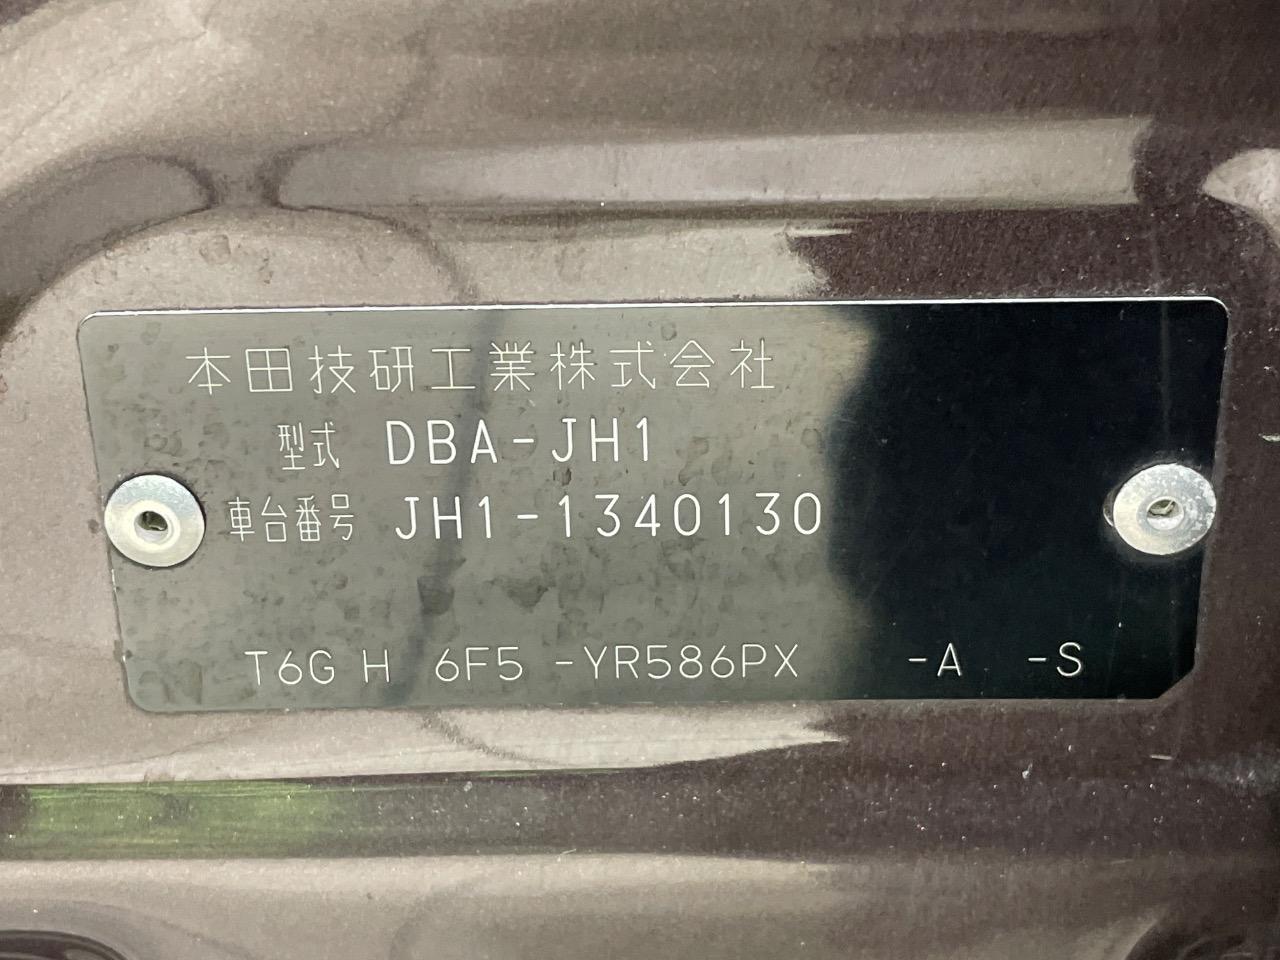 本田技研工業株式会社
型式 DBA-JH1
車台番号 JH1-1340130
T6G H 6F5 -YR586PX -A -S